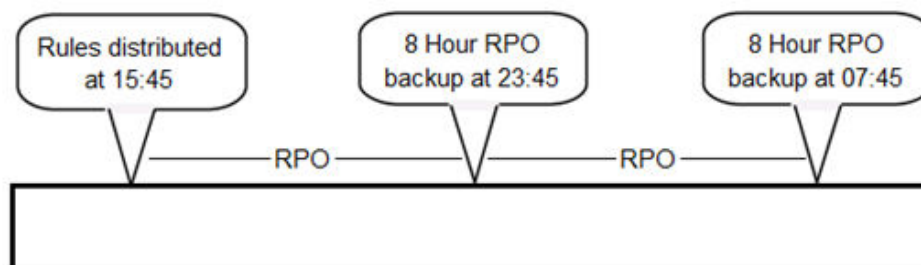 Rules distributed
at 15:45
8 Hour RPO
backup at 23:45
8 Hour RPO
backup at 07:45
RPO
RPO